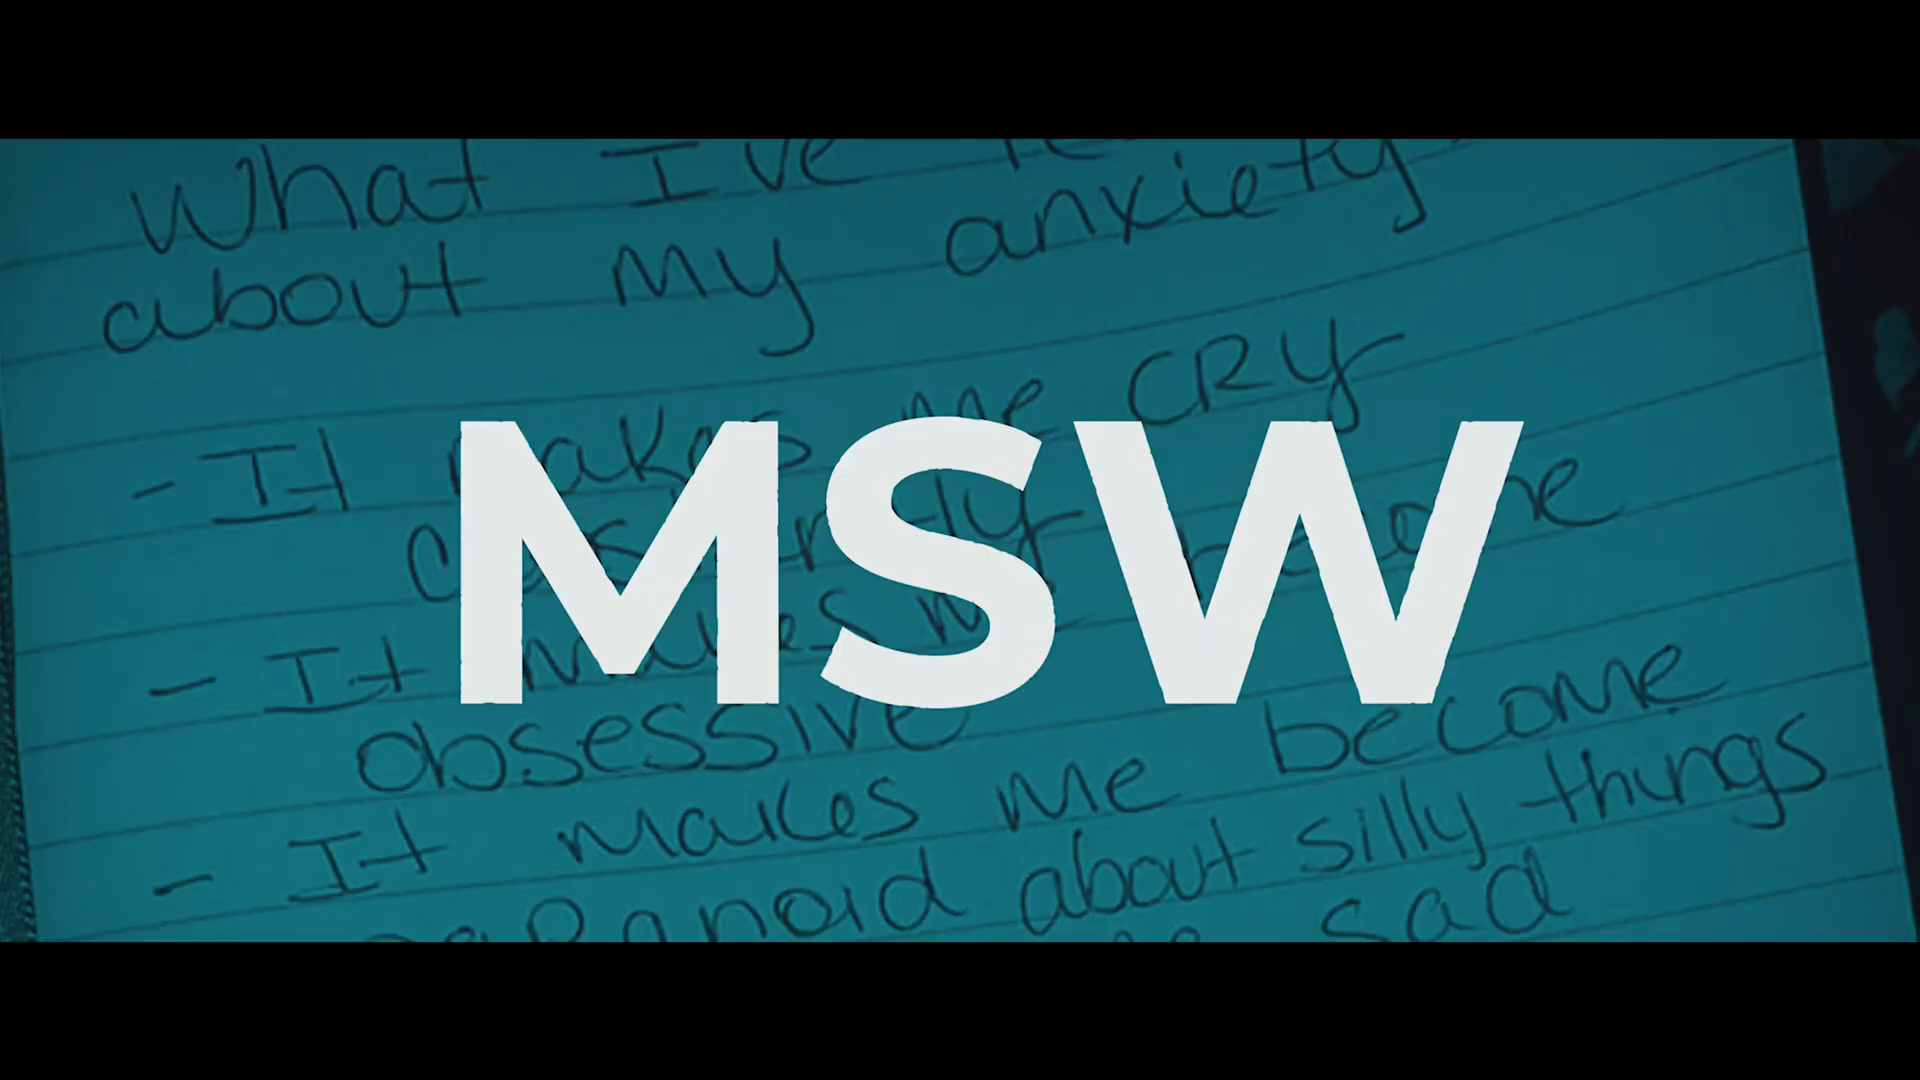 What I've
about my anxiety
- It makes me CRY
MSW
- It makes me become
obsessive
- It makes me become
paranoid about silly things
sad